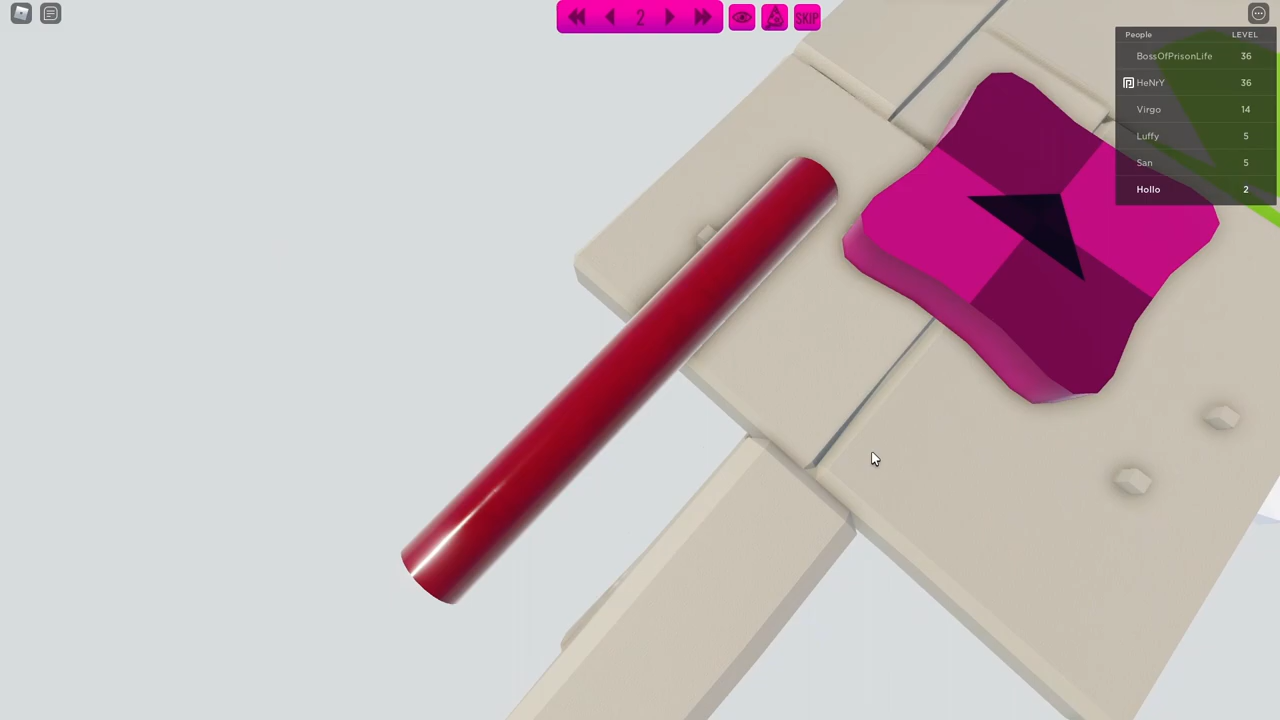 2
SKIP
People LEVEL
BossOfPrisonLife 36
HeNrY 36
Virgo 14
Luffy 5
San 5
Hollo 2